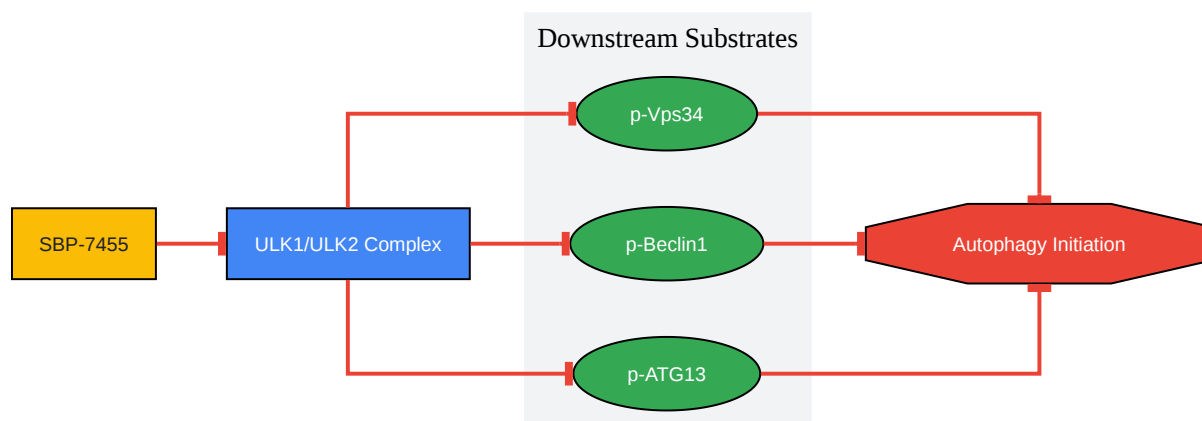 Downstream Substrates
p-Vps34
SBP-7455
ULK1/ULK2 Complex
p-Beclin1
Autophagy Initiation
p-ATG13